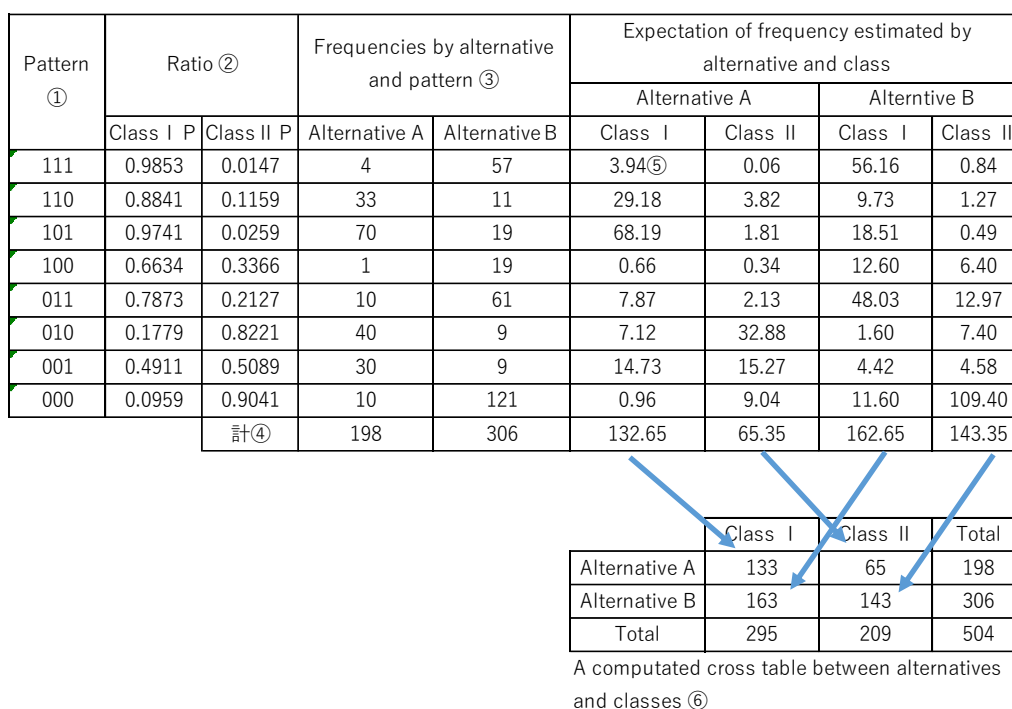 Pattern ①
Ratio ②
Frequencies by alternative and pattern ③
Expectation of frequency estimated by alternative and class
Alternative A Alterntive B
Class Ⅰ P Class Ⅱ P Alternative A Alternative B Class Ⅰ Class Ⅱ Class Ⅰ Class Ⅱ
111 0.9853 0.0147 4 57 3.94⑤ 0.06 56.16 0.84
110 0.8841 0.1159 33 11 29.18 3.82 9.73 1.27
101 0.9741 0.0259 70 19 68.19 1.81 18.51 0.49
100 0.6634 0.3366 1 19 0.66 0.34 12.60 6.40
011 0.7873 0.2127 10 61 7.87 2.13 48.03 12.97
010 0.1779 0.8221 40 9 7.12 32.88 1.60 7.40
001 0.4911 0.5089 30 9 14.73 15.27 4.42 4.58
000 0.0959 0.9041 10 121 0.96 9.04 11.60 109.40
計④ 198 306 132.65 65.35 162.65 143.35
Class Ⅰ Class Ⅱ Total
Alternative A 133 65 198
Alternative B 163 143 306
Total 295 209 504
A computated cross table between alternatives
and classes ⑥